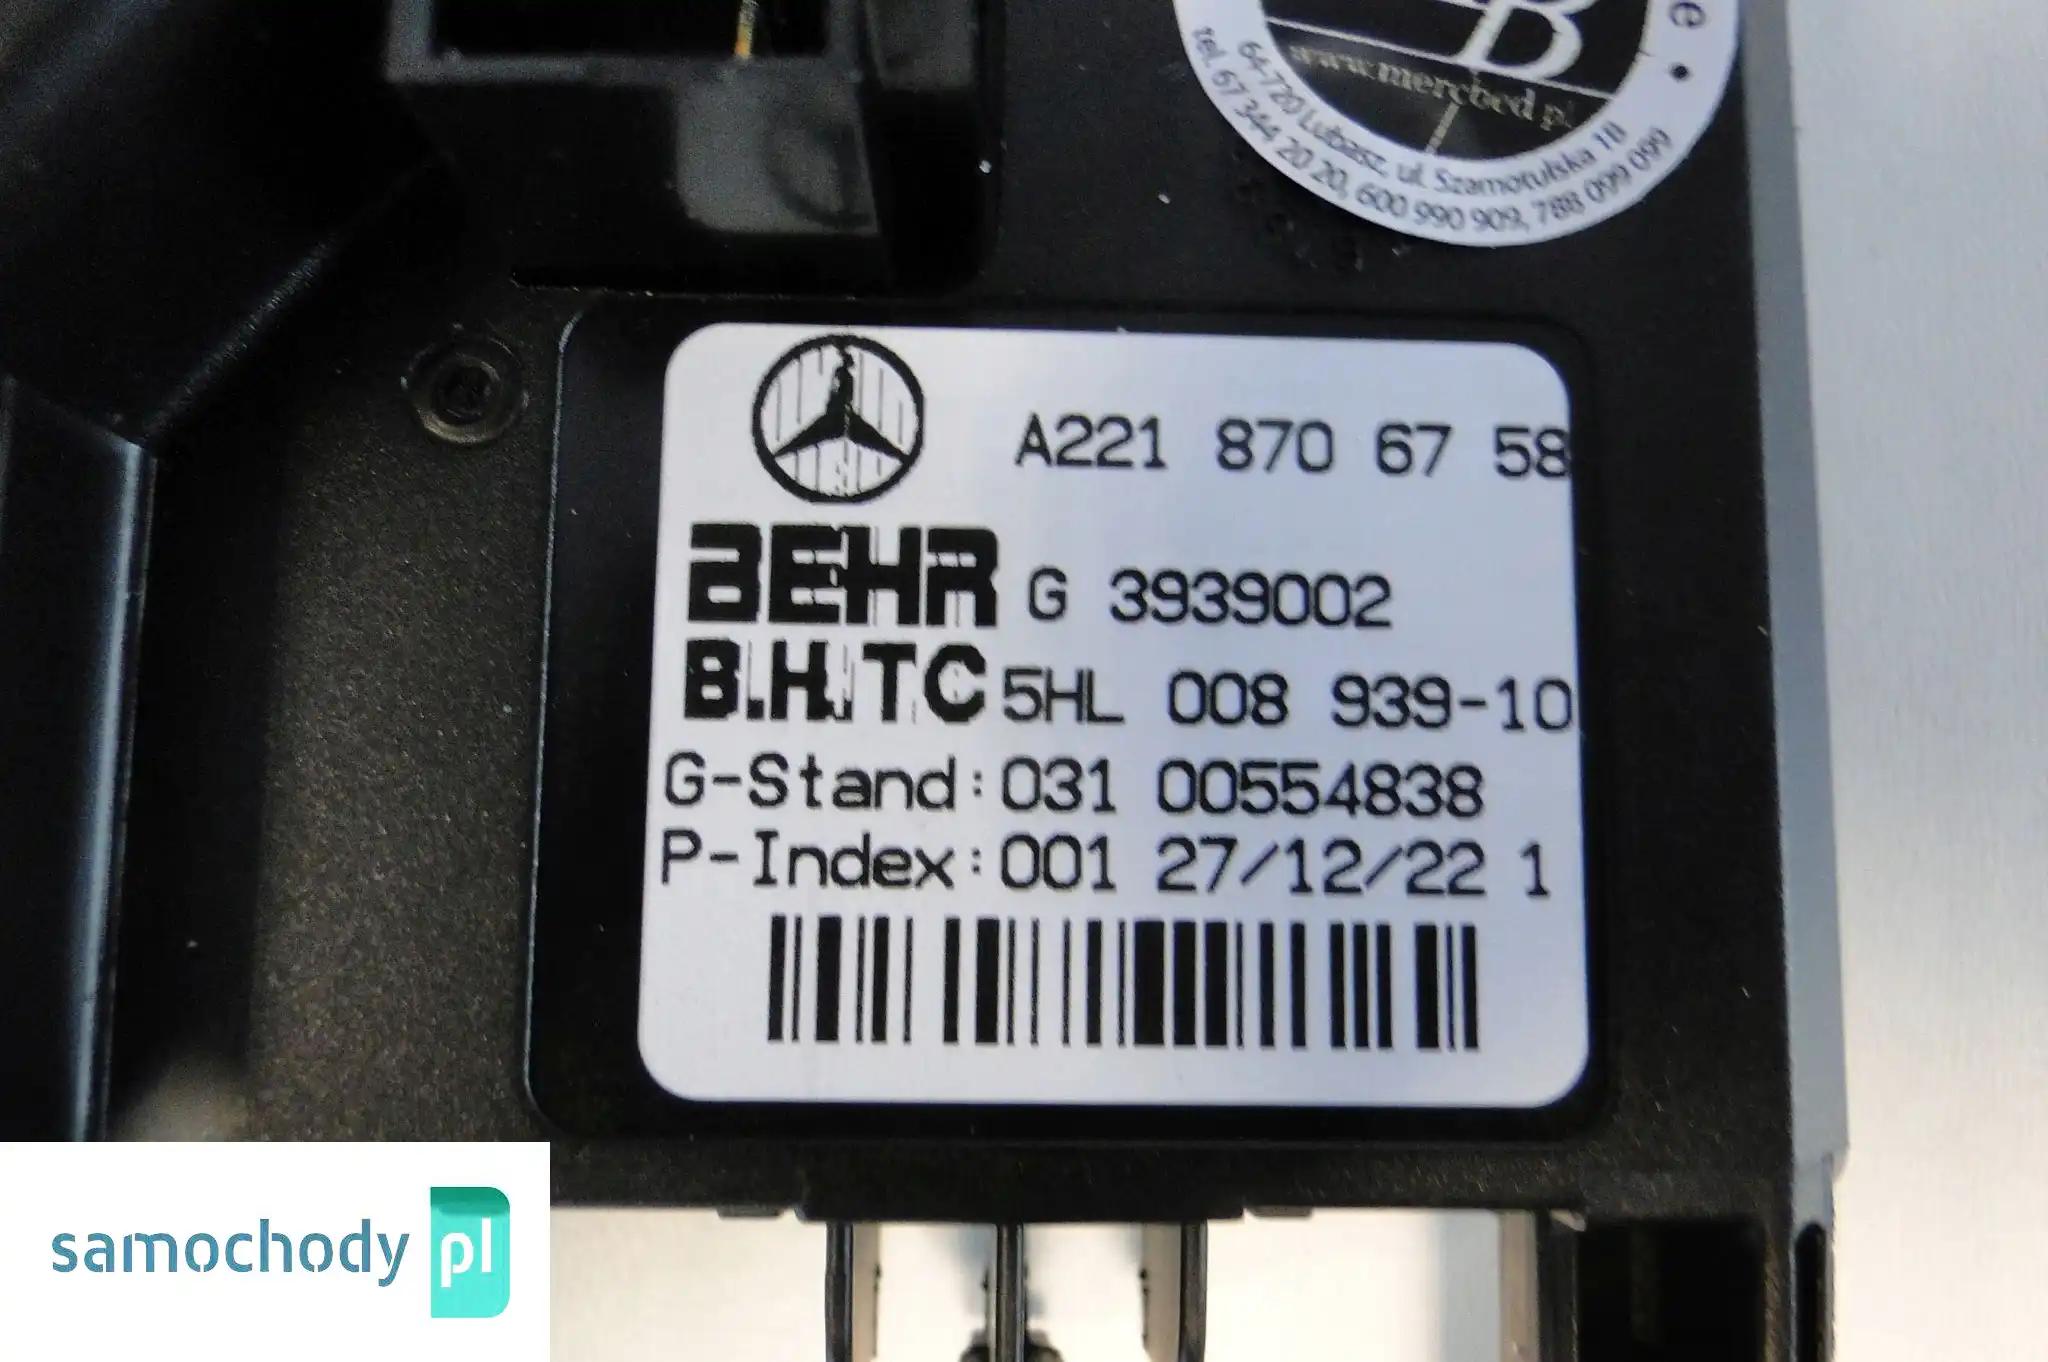 e •
B
www.mercbcd.pl
64-720 Lubasz, ul. Szamotulska 18
tel. 67 344 20 20, 600 990 909, 788 099 099
A221 870 67 58
BEHR G 3939002
B.H.TC 5HL 008 939-10
G-Stand:031 00554838
P-Index:001 27/12/22 1
samochody pl